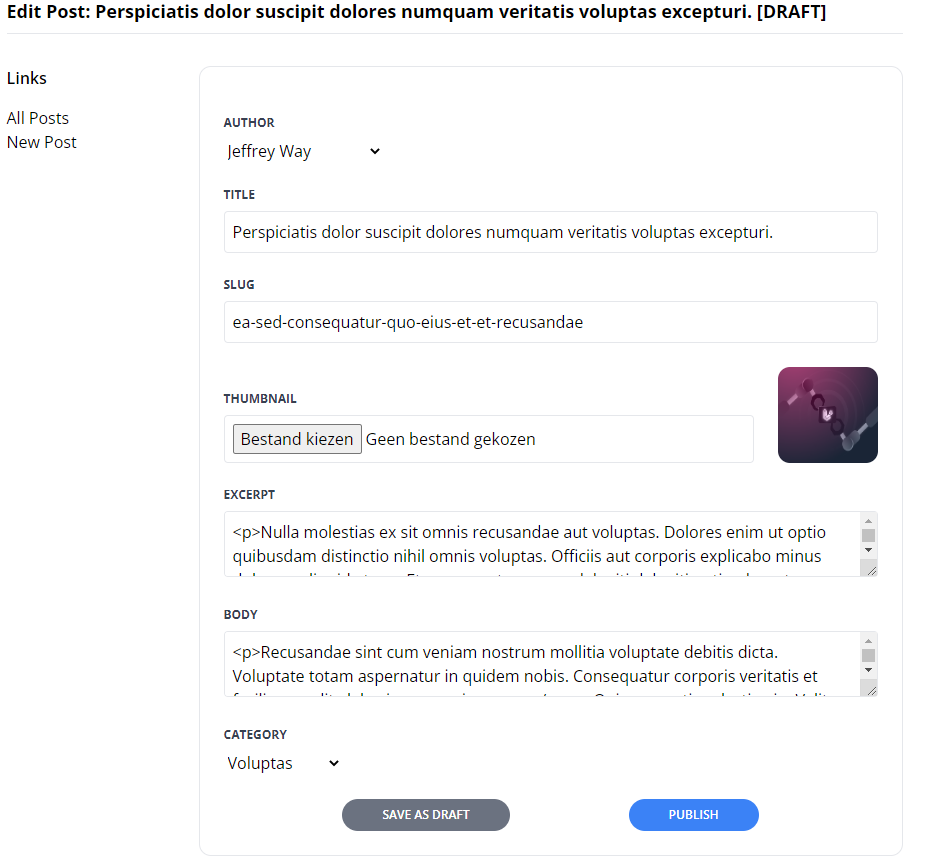 Edit Post: Perspiciatis dolor suscipit dolores numquam veritatis voluptas excepturi. [DRAFT]
Links
All Posts
New Post
AUTHOR
Jeffrey Way
TITLE
Perspiciatis dolor suscipit dolores numquam veritatis voluptas excepturi.
SLUG
ea-sed-consequatur-quo-eius-et-et-recusandae
THUMBNAIL
Bestand kiezen Geen bestand gekozen
EXCERPT
<p>Nulla molestias ex sit omnis recusandae aut voluptas. Dolores enim ut optio
quibusdam distinctio nihil omnis voluptas. Officiis aut corporis explicabo minus
BODY
<p>Recusandae sint cum veniam nostrum mollitia voluptate debitis dicta.
Voluptate totam aspernatur in quidem nobis. Consequatur corporis veritatis et
CATEGORY
Voluptas
SAVE AS DRAFT
PUBLISH